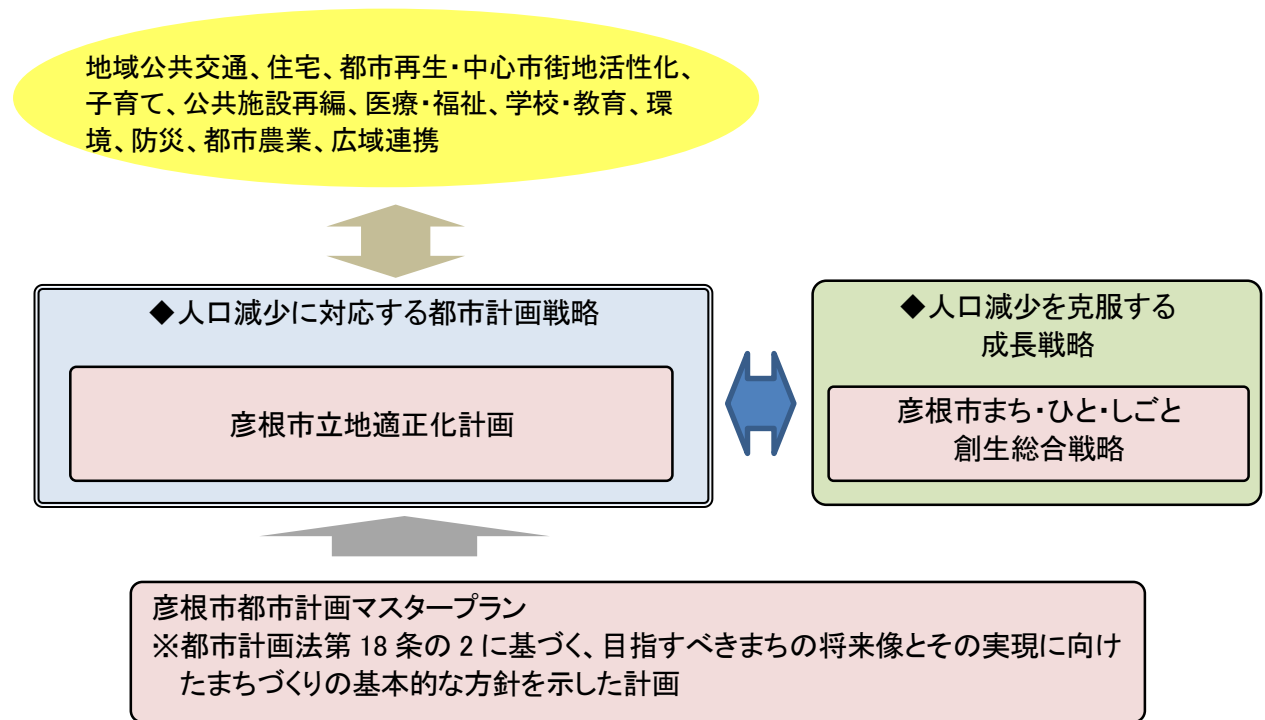 地域公共交通、住宅、都市再生・中心市街地活性化、
子育て、公共施設再編、医療・福祉、学校・教育、環
境、防災、都市農業、広域連携
◆人口減少に対応する都市計画戦略
彦根市立地適正化計画
◆人口減少を克服する
成長戦略
彦根市まち・ひと・しごと
創生総合戦略
彦根市都市計画マスタープラン
※都市計画法第 18 条の 2 に基づく、目指すべきまちの将来像とその実現に向け
たまちづくりの基本的な方針を示した計画